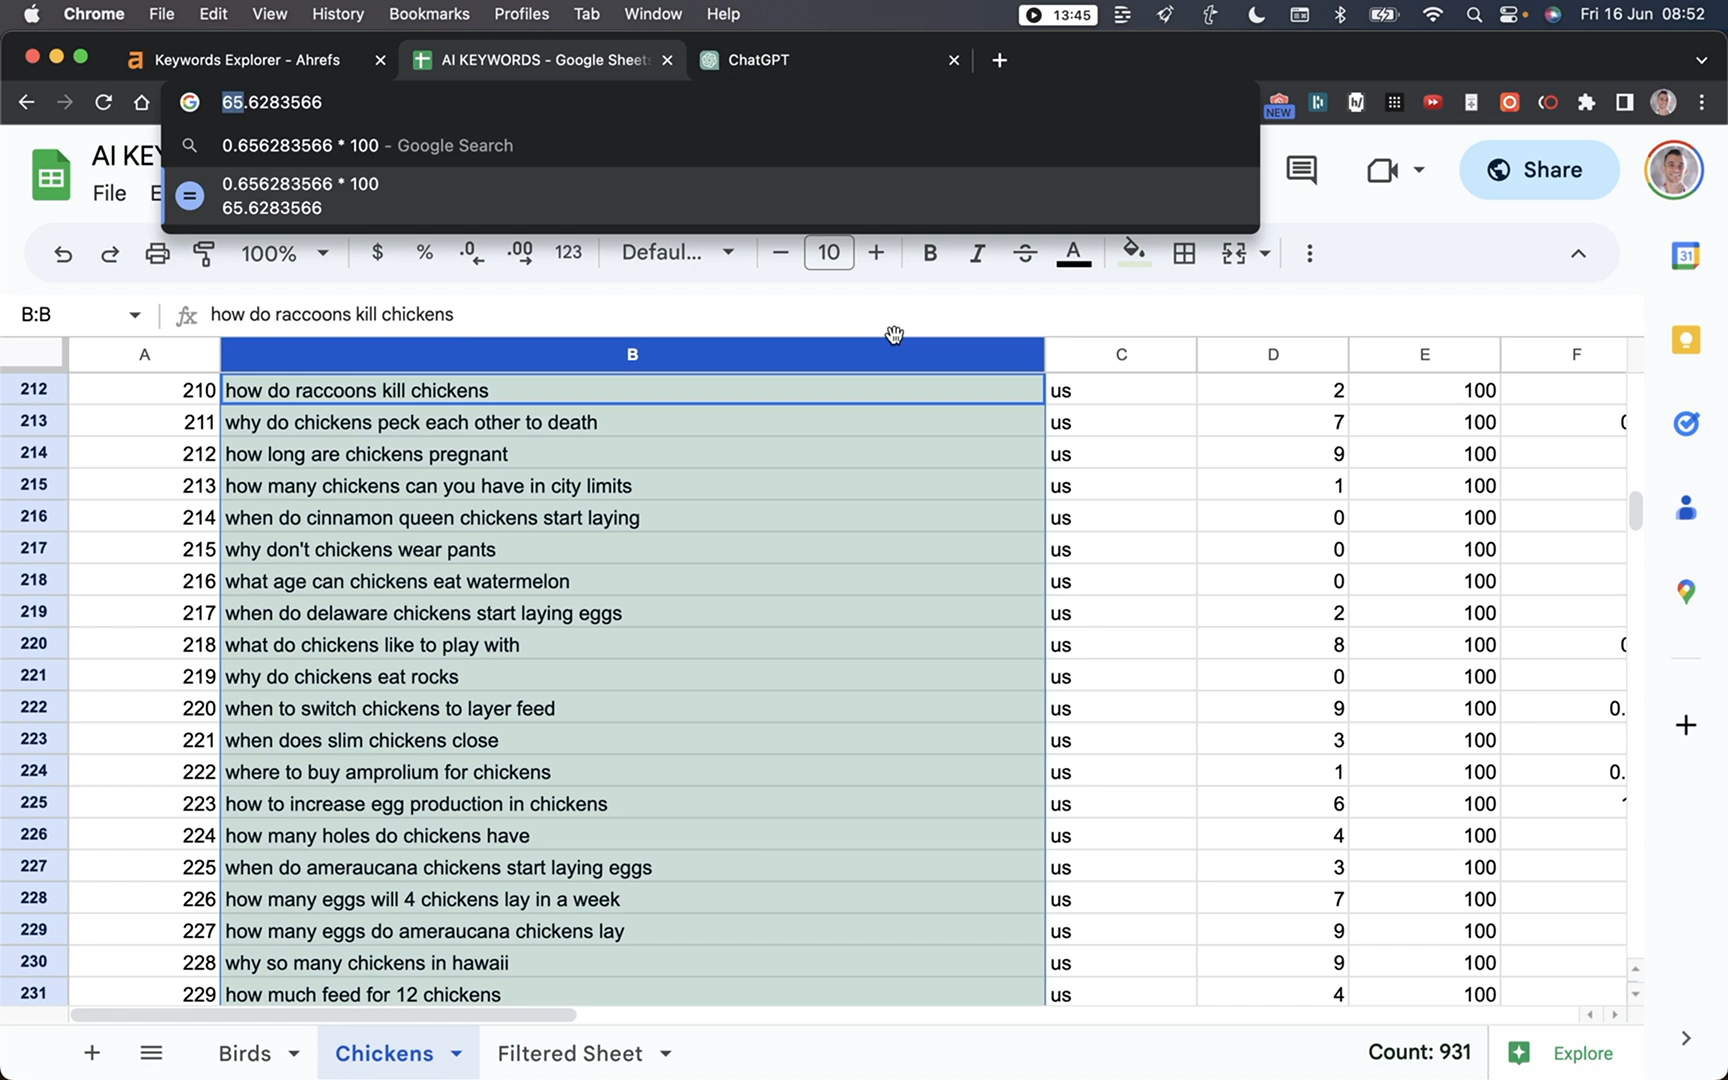 Chrome File Edit View History Bookmarks Profiles Tab Window Help 13:45 Fri 16 Jun 08:52
Keywords Explorer - Ahrefs AI KEYWORDS - Google Sheets ChatGPT
65.6283566 NEW
0.656283566 * 100 - Google Search
0.656283566 * 100
65.6283566
AI KEY
File E Share
100% $ % .0 .00 123 Defaul... 10 B I S A 31
B:B fx how do raccoons kill chickens
A B C D E F
212 210 how do raccoons kill chickens us 2 100
213 211 why do chickens peck each other to death us 7 100
214 212 how long are chickens pregnant us 9 100
215 213 how many chickens can you have in city limits us 1 100
216 214 when do cinnamon queen chickens start laying us 0 100
217 215 why don't chickens wear pants us 0 100
218 216 what age can chickens eat watermelon us 0 100
219 217 when do delaware chickens start laying eggs us 2 100
220 218 what do chickens like to play with us 8 100
221 219 why do chickens eat rocks us 0 100
222 220 when to switch chickens to layer feed us 9 100 0.
223 221 when does slim chickens close us 3 100
224 222 where to buy amprolium for chickens us 1 100 0.
225 223 how to increase egg production in chickens us 6 100
226 224 how many holes do chickens have us 4 100
227 225 when do ameraucana chickens start laying eggs us 3 100
228 226 how many eggs will 4 chickens lay in a week us 7 100
229 227 how many eggs do ameraucana chickens lay us 9 100
230 228 why so many chickens in hawaii us 9 100
231 229 how much feed for 12 chickens us 4 100
Birds Chickens Filtered Sheet Count: 931 Explore